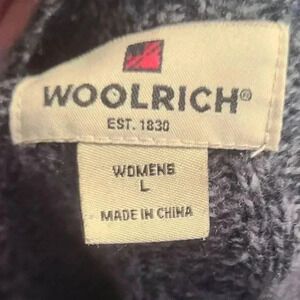 WOOLRICH®
EST. 1830
WOMENS
L
MADE IN CHINA